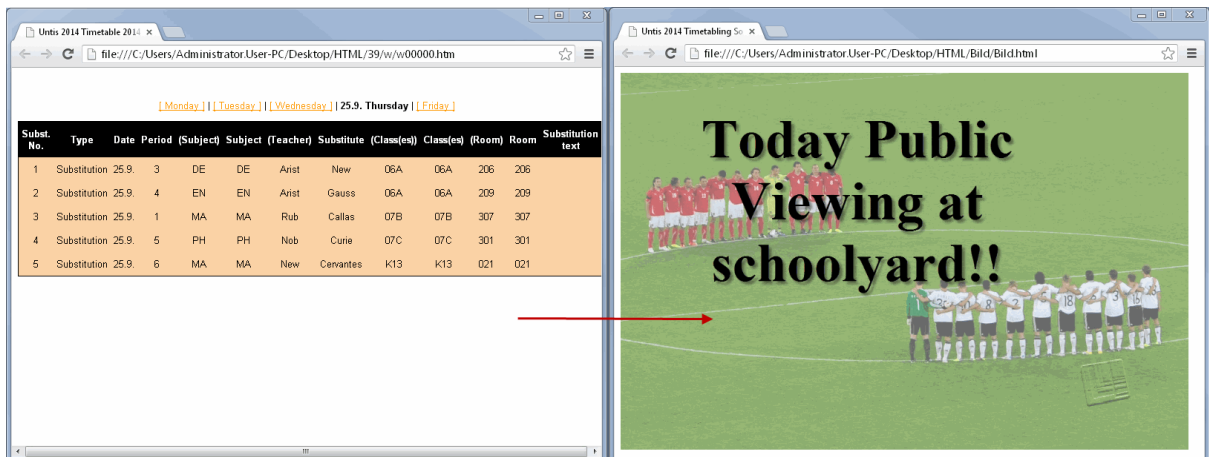 Untis 2014 Timetable 2014
file:///C:/Users/Administrator.User-PC/Desktop/HTML/39/w/w00000.htm
[ Monday ] | [ Tuesday ] | [ Wednesday ] | 25.9. Thursday | [ Friday ]
Subst. No. Type Date Period (Subject) Subject (Teacher) Substitute (Class(es)) Class(es) (Room) Room Substitution text
1 Substitution 25.9. 3 DE DE Arist New 06A 06A 206 206
2 Substitution 25.9. 4 EN EN Arist Gauss 06A 06A 209 209
3 Substitution 25.9. 1 MA MA Rub Callas 07B 07B 307 307
4 Substitution 25.9. 5 PH PH Nob Curie 07C 07C 301 301
5 Substitution 25.9. 6 MA MA New Cervantes K13 K13 021 021
Untis 2014 Timetabling So
file:///C:/Users/Administrator.User-PC/Desktop/HTML/Bild/Bild.html
Today Public
Viewing at
schoolyard!!